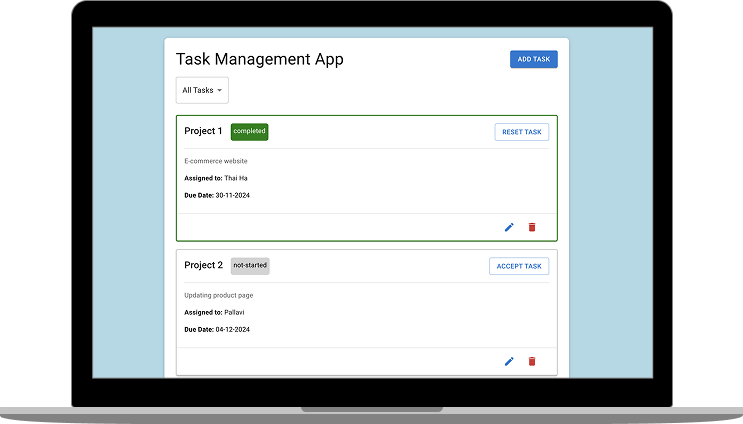 Task Management App
ADD TASK
All Tasks
Project 1
completed
RESET TASK
E-commerce website
Assigned to: Thai Ha
Due Date: 30-11-2024
Project 2
not-started
ACCEPT TASK
Updating product page
Assigned to: Pallavi
Due Date: 04-12-2024